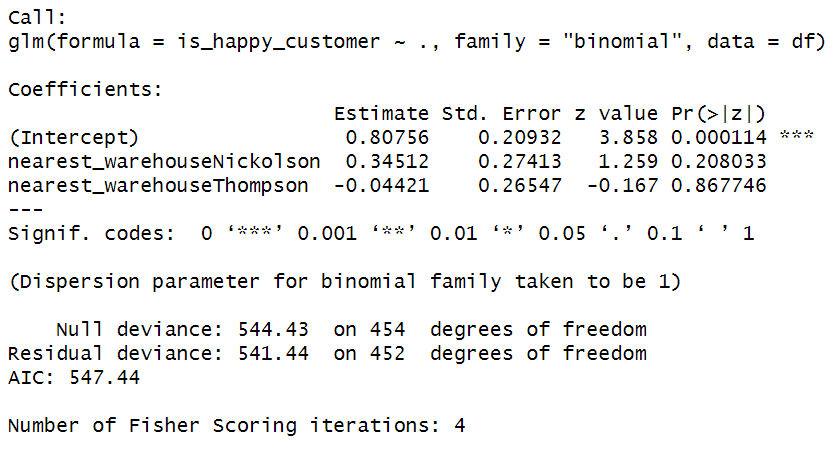 Call:
glm(formula = is_happy_customer ~ ., family = "binomial", data = df)
Coefficients:
Estimate Std. Error z value Pr(>|z|)
(Intercept) 0.80756 0.20932 3.858 0.000114 ***
nearest_warehouseNickolson 0.34512 0.27413 1.259 0.208033
nearest_warehouseThompson -0.04421 0.26547 -0.167 0.867746
---
Signif. codes: 0 ‘***’ 0.001 ‘**’ 0.01 ‘*’ 0.05 ‘.’ 0.1 ‘ ’ 1
(Dispersion parameter for binomial family taken to be 1)
Null deviance: 544.43 on 454 degrees of freedom
Residual deviance: 541.44 on 452 degrees of freedom
AIC: 547.44
Number of Fisher Scoring iterations: 4